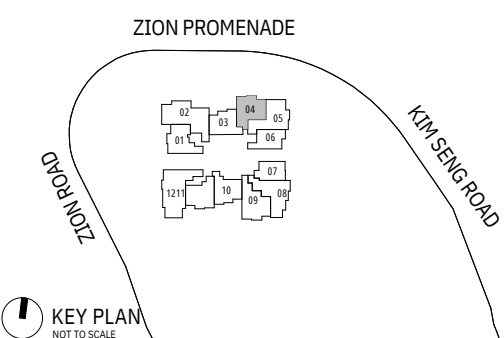 ZION PROMENADE
KIM SENG ROAD
ZION ROAD
02
03
04
05
01
06
07
1211
10
09
08
KEY PLAN
NOT TO SCALE